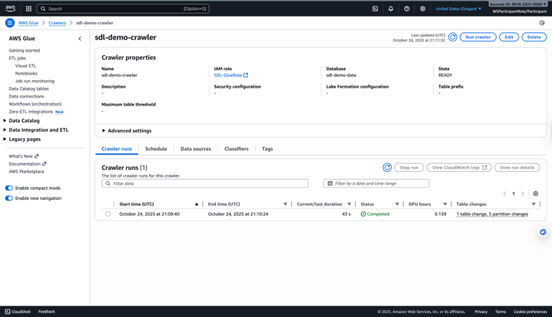 aws
Search
[Option+S]
United States (Oregon)
AWS Glue > Crawlers > sdl-demo-crawler
AWS Glue
Getting started
ETL jobs
Visual ETL
Notebooks
Job run monitoring
Data Catalog tables
Data connections
Workflows (orchestration)
Zero-ETL integrations New
Data Catalog
Data Integration and ETL
Legacy pages
What's New
Documentation
AWS Marketplace
Enable compact mode
Enable new navigation
sdl-demo-crawler
Last updated (UTC)
October 24, 2025 at 21:11:32
Run crawler
Edit
Delete
Crawler properties
Name
sdl-demo-crawler
IAM role
SDL-GlueRole
Database
sdl-demo-data
State
READY
Description
-
Security configuration
-
Lake Formation configuration
-
Table prefix
-
Maximum table threshold
-
Advanced settings
Crawler runs
Schedule
Data sources
Classifiers
Tags
Crawler runs (1)
The list of crawler runs for this crawler.
Stop run
View CloudWatch logs
View run details
Filter data
Filter by a date and time range
1
Start time (UTC)
End time (UTC)
Current/last duration
Status
DPU hours
Table changes
October 24, 2025 at 21:09:40
October 24, 2025 at 21:10:24
43 s
Completed
0.139
1 table change, 5 partition changes
CloudShell
Feedback
© 2025, Amazon Web Services, Inc. or its affiliates.
Privacy
Terms
Cookie preferences